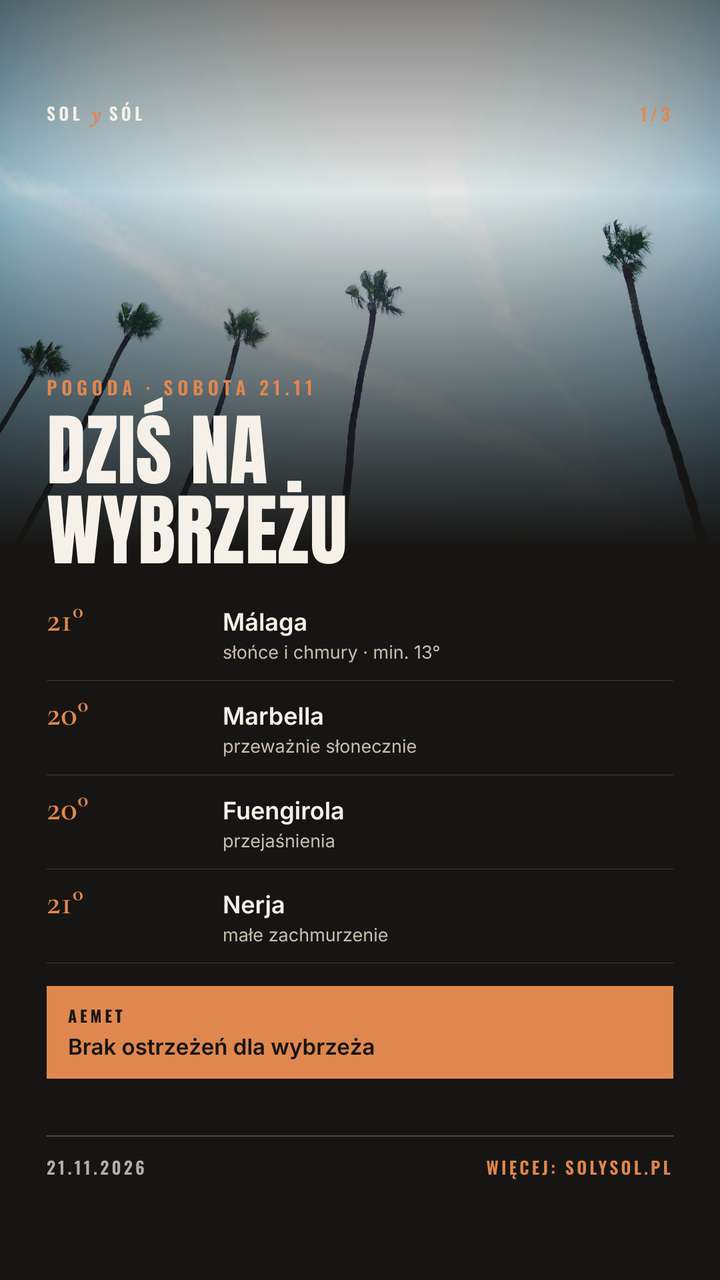 SOL y SÓL
1/3
POGODA · SOBOTA 21.11
DZIŚ NA
WYBRZEŻU
21°
Málaga
słońce i chmury · min. 13°
20°
Marbella
przeważnie słonecznie
20°
Fuengirola
przejaśnienia
21°
Nerja
małe zachmurzenie
AEMET
Brak ostrzeżeń dla wybrzeża
21.11.2026
WIĘCEJ: SOLYSOL.PL